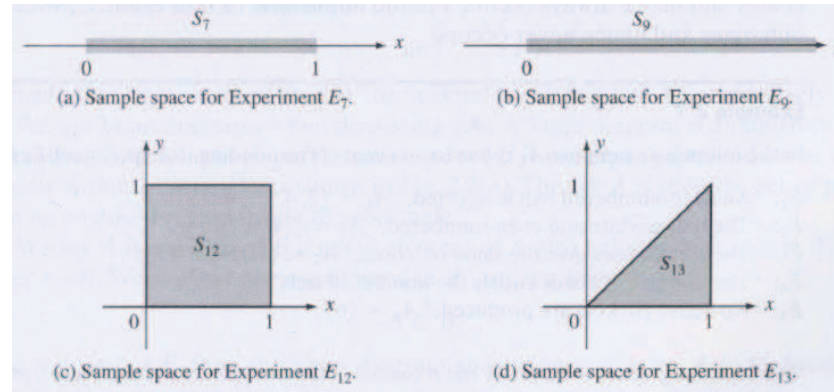 S7
x
0
1
(a) Sample space for Experiment E7.
S9
x
0
(b) Sample space for Experiment E9.
y
1
S12
0
1
x
(c) Sample space for Experiment E12.
y
1
S13
0
1
x
(d) Sample space for Experiment E13.